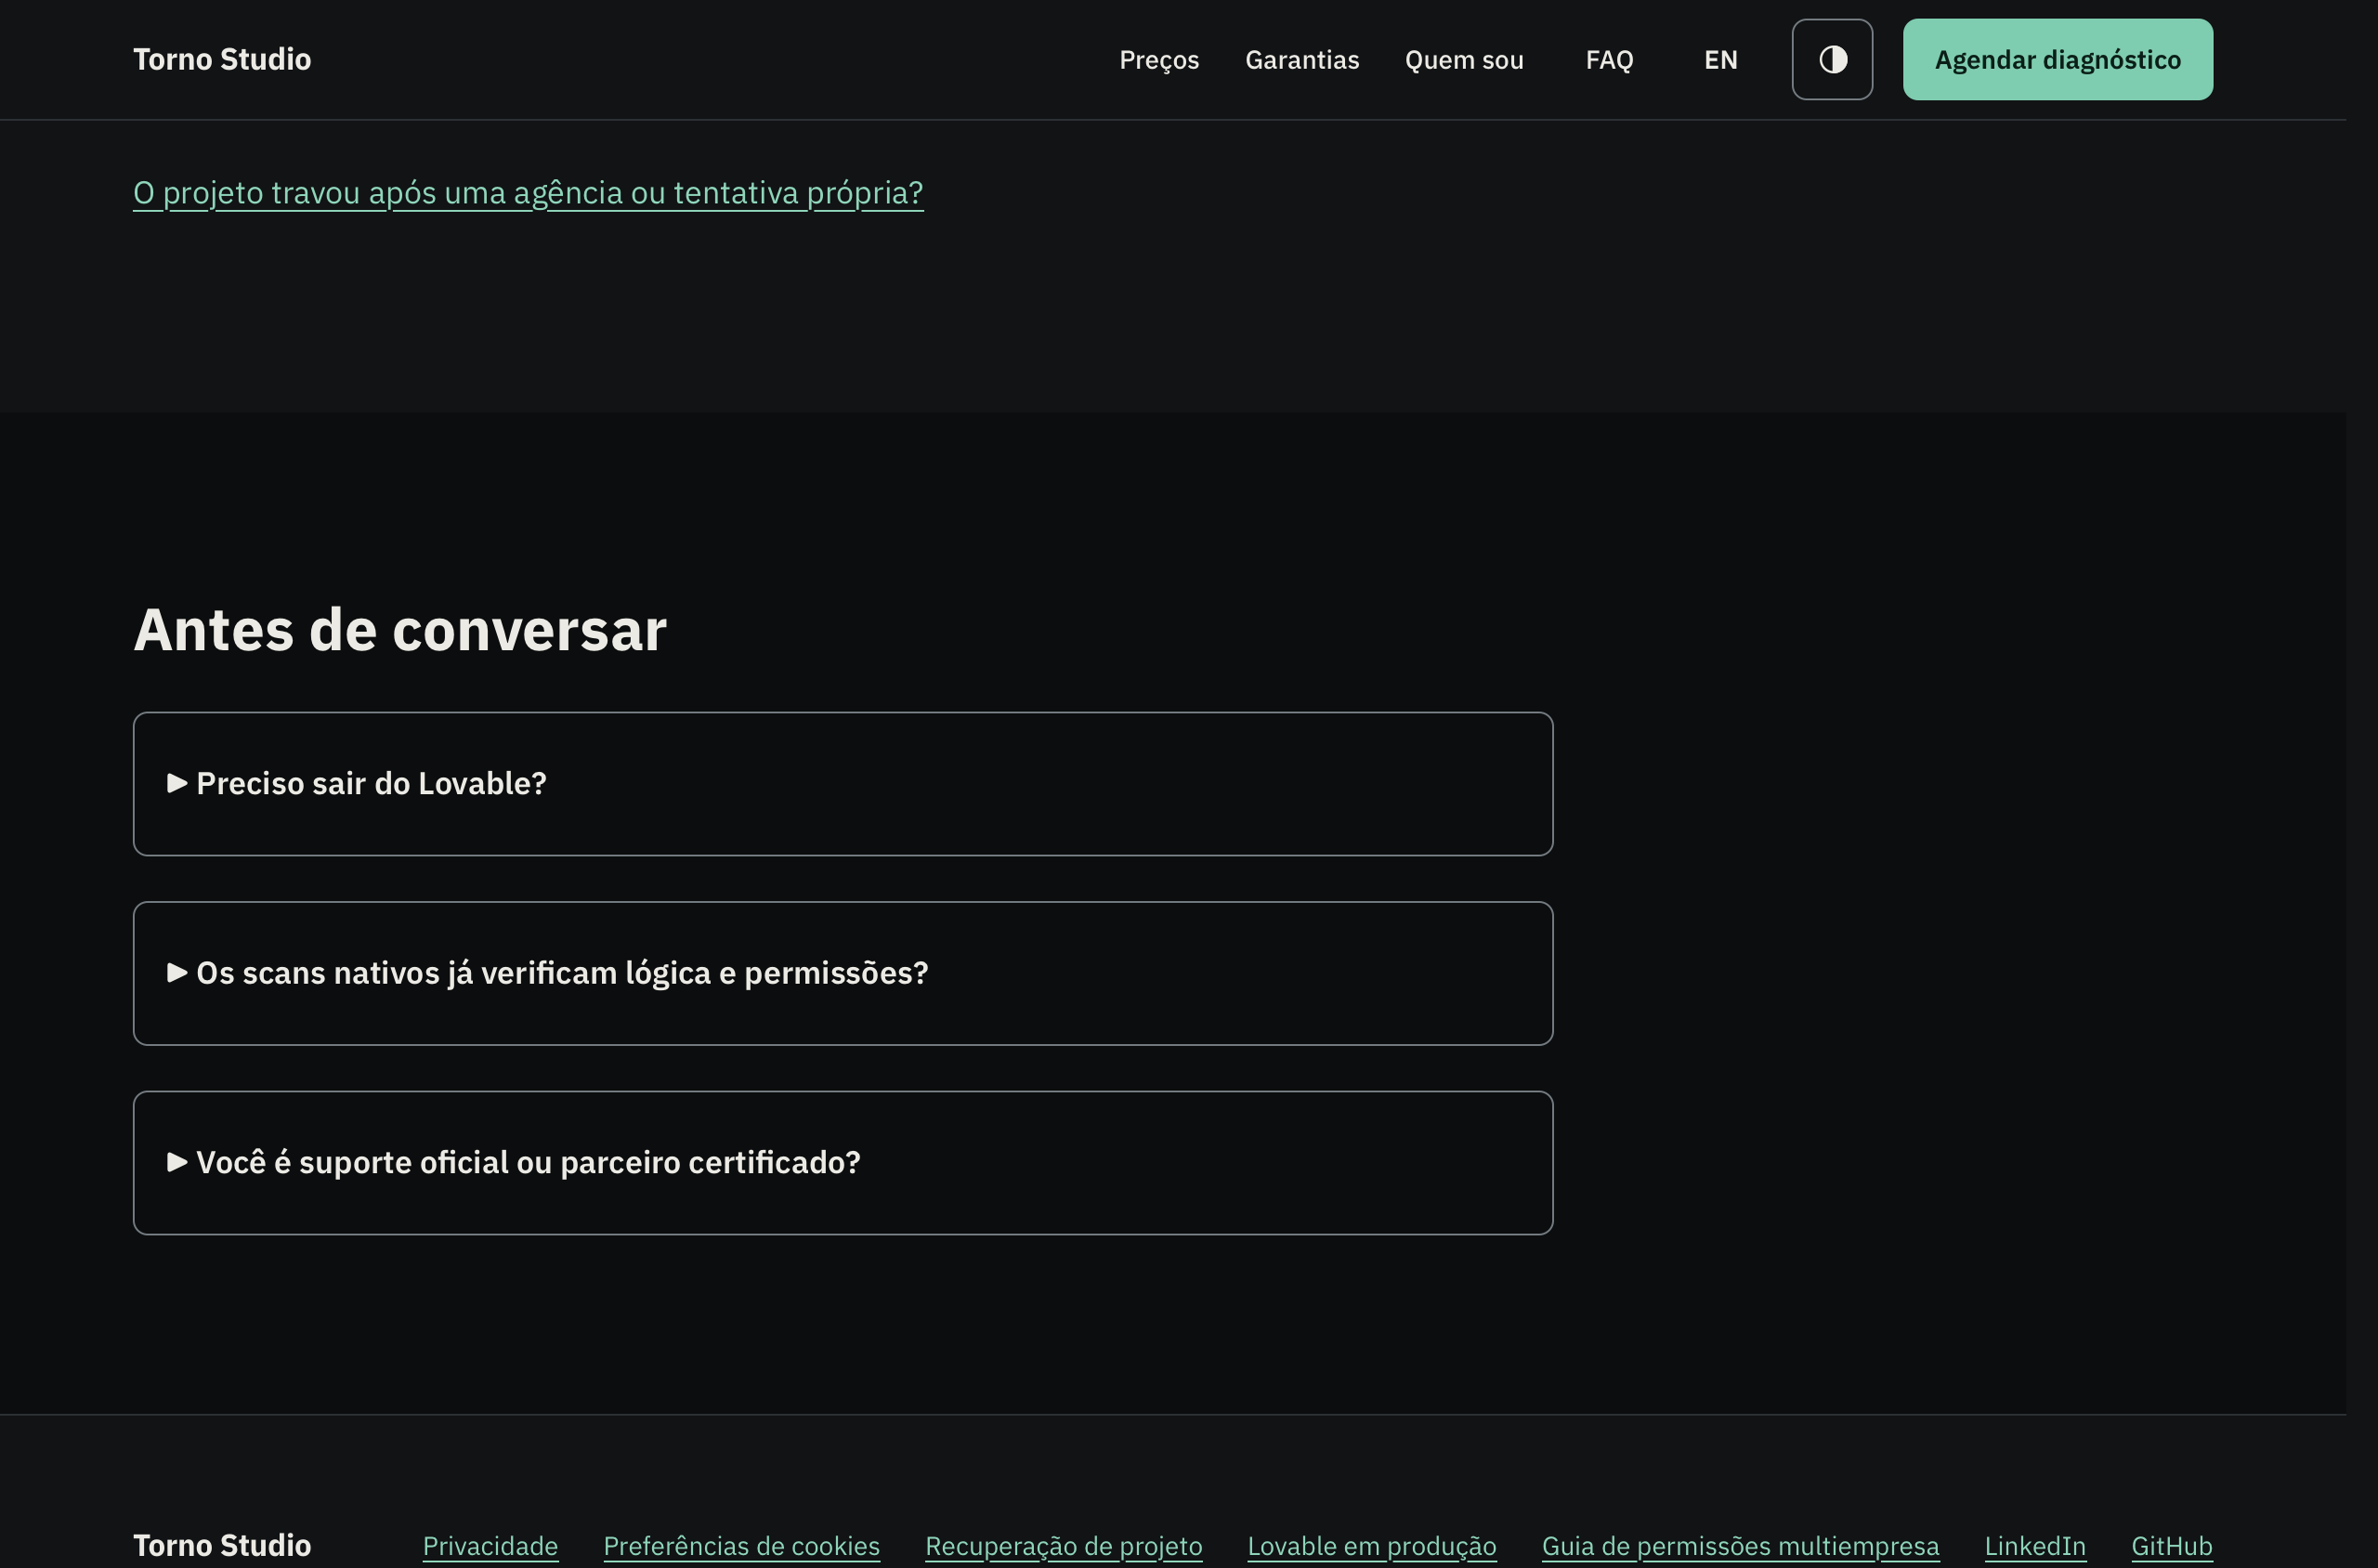 Torno Studio Preços Garantias Quem sou FAQ EN Agendar diagnóstico
O projeto travou após uma agência ou tentativa própria?
Antes de conversar
Preciso sair do Lovable?
Os scans nativos já verificam lógica e permissões?
Você é suporte oficial ou parceiro certificado?
Torno Studio Privacidade Preferências de cookies Recuperação de projeto Lovable em produção Guia de permissões multiempresa LinkedIn GitHub